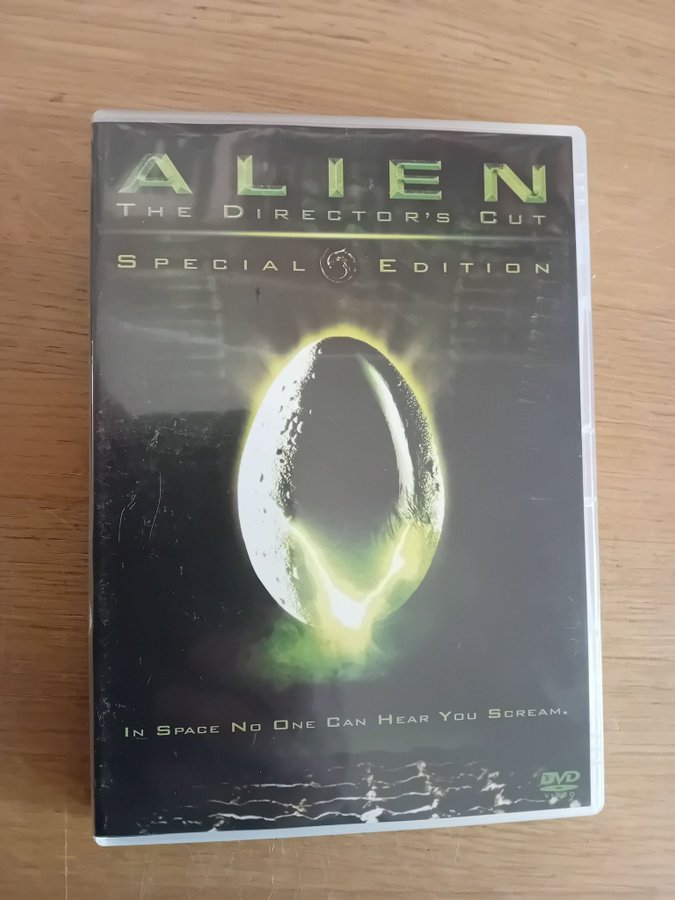 ALIEN
THE DIRECTOR'S CUT
SPECIAL EDITION
IN SPACE NO ONE CAN HEAR YOU SCREAM.
DVD
VIDEO